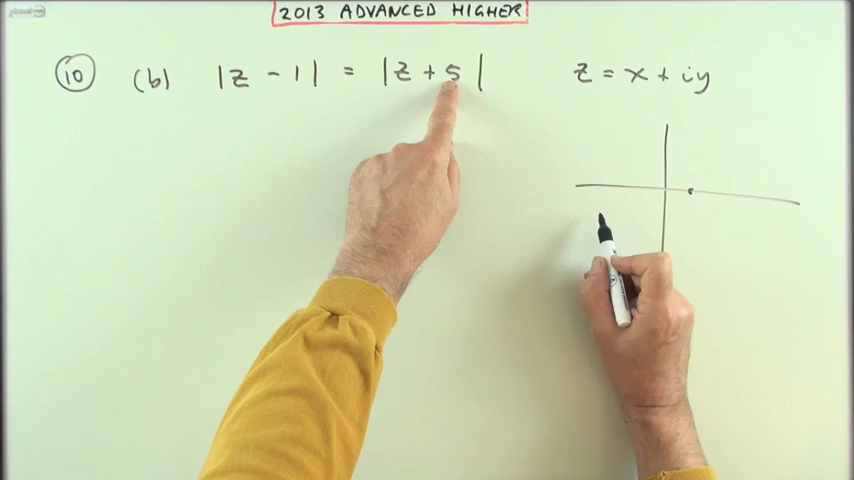 2013 ADVANCED HIGHER
10 (b) |z - 1| = |z + 5| z = x + iy